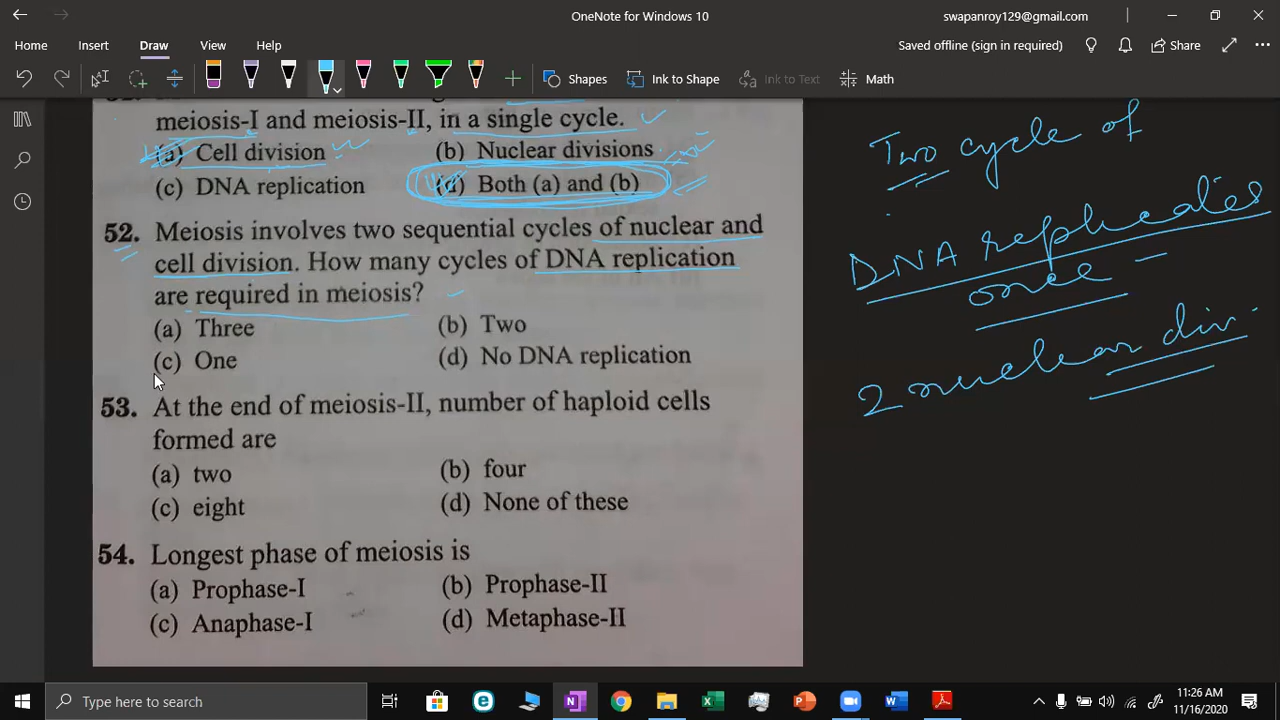 OneNote for Windows 10
swapanroy129@gmail.com
Home Insert Draw View Help
Saved offline (sign in required)
Share
Shapes
Ink to Shape
Ink to Text
Math
meiosis-I and meiosis-II, in a single cycle.
(a) Cell division (b) Nuclear divisions
(c) DNA replication (d) Both (a) and (b)
52. Meiosis involves two sequential cycles of nuclear and
cell division. How many cycles of DNA replication
are required in meiosis?
(a) Three (b) Two
(c) One (d) No DNA replication
53. At the end of meiosis-II, number of haploid cells
formed are
(a) two (b) four
(c) eight (d) None of these
54. Longest phase of meiosis is
(a) Prophase-I (b) Prophase-II
(c) Anaphase-I (d) Metaphase-II
Two cycle of
DNA replicates
once
2 nuclear div.
Type here to search
11:26 AM
11/16/2020